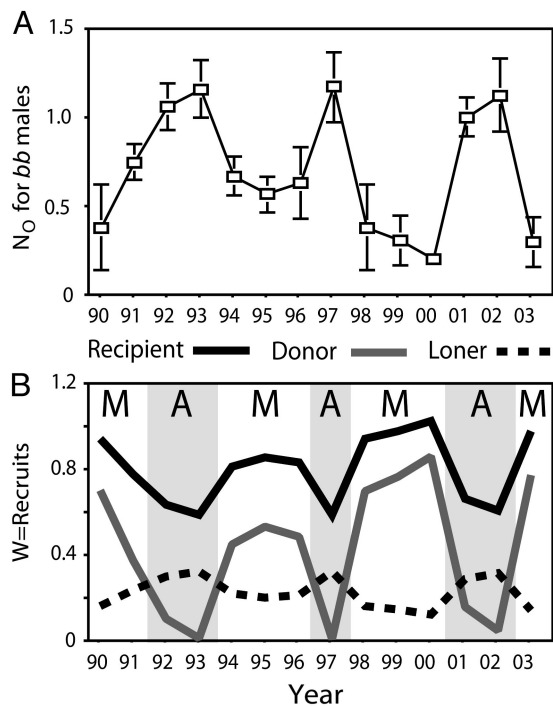 A
1.5
1.0
0.5
0
N_O for bb males
90 91 92 93 94 95 96 97 98 99 00 01 02 03
Recipient Donor Loner
B
1.2
0.8
0.4
0
W=Recruits
M A M A M A M
90 91 92 93 94 95 96 97 98 99 00 01 02 03
Year